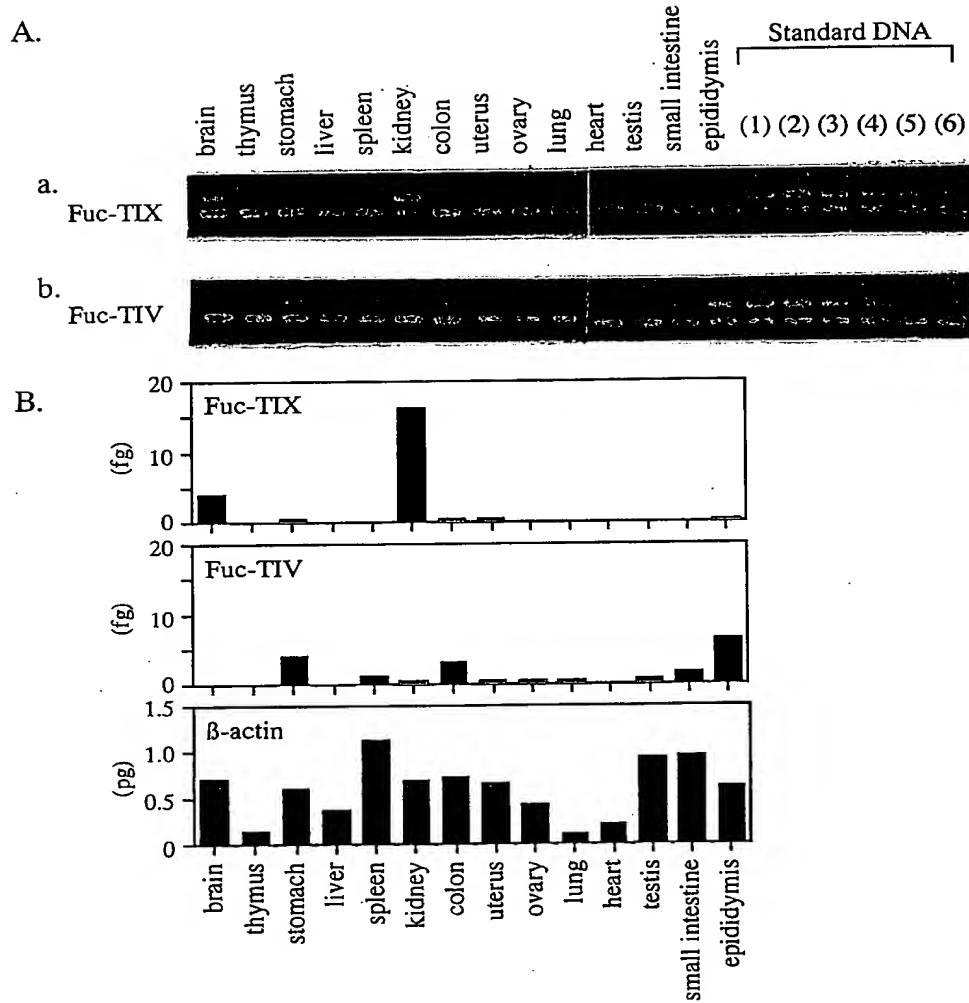 A.
Standard DNA
brain
thymus
stomach
liver
spleen
kidney
colon
uterus
ovary
lung
heart
testis
small intestine
epididymis
(1) (2) (3) (4) (5) (6)
a.
Fuc-TIX
b.
Fuc-TIV
B.
Fuc-TIX
(fg)
20
10
0
Fuc-TIV
(fg)
20
10
0
ß-actin
(pg)
1.5
1.0
0.5
0
brain
thymus
stomach
liver
spleen
kidney
colon
uterus
ovary
lung
heart
testis
small intestine
epididymis